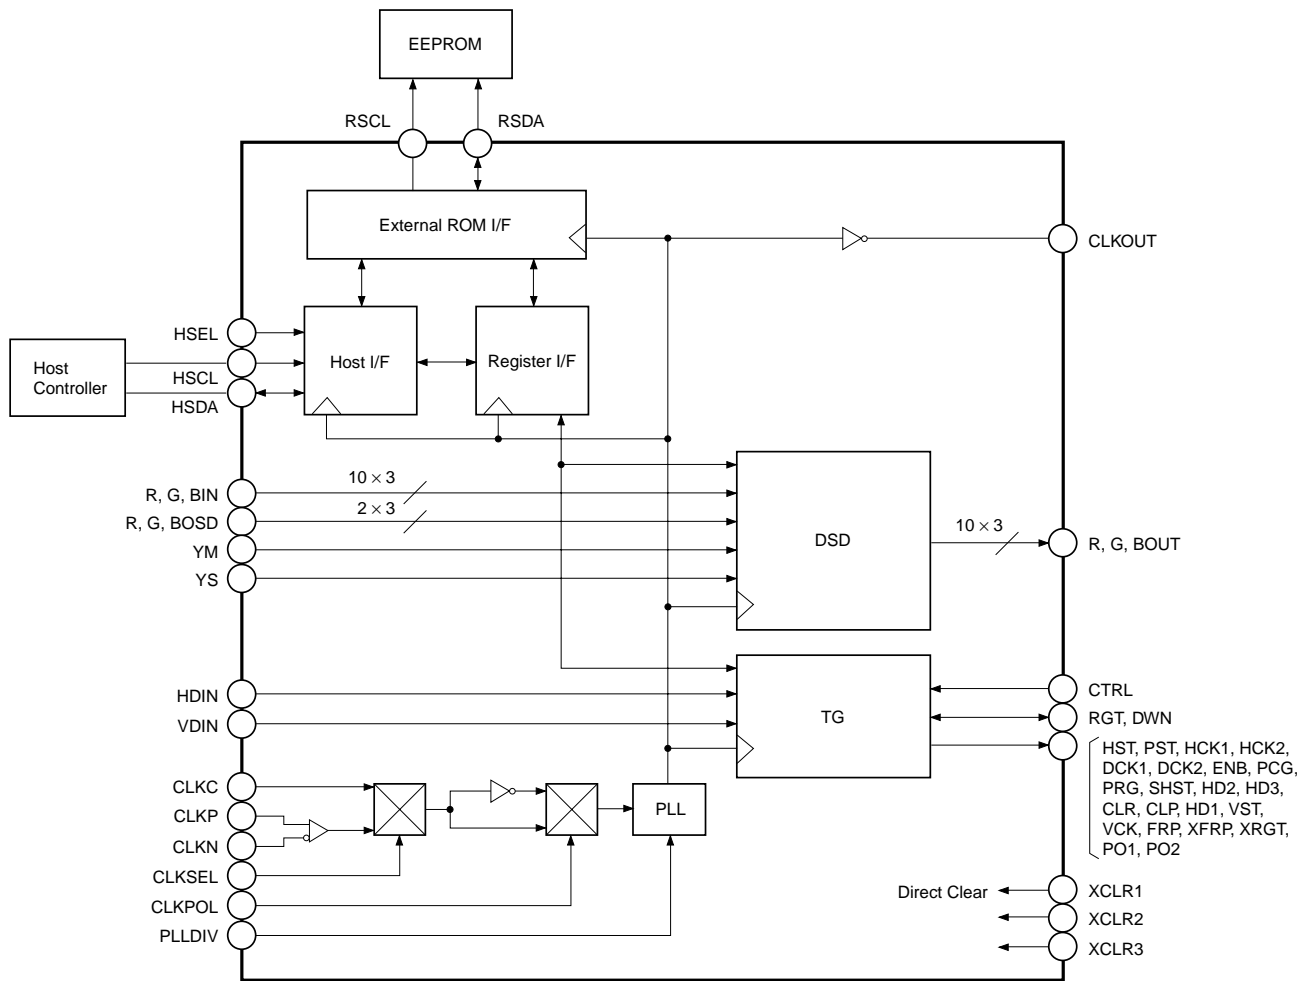 EEPROM
RSCL
RSDA
External ROM I/F
CLKOUT
HSEL
Host
Controller
HSCL
HSDA
Host I/F
Register I/F
R, G, BIN
10 × 3
R, G, BOSD
2 × 3
YM
YS
DSD
10 × 3
R, G, BOUT
HDIN
VDIN
TG
CTRL
RGT, DWN
HST, PST, HCK1, HCK2,
DCK1, DCK2, ENB, PCG,
PRG, SHST, HD2, HD3,
CLR, CLP, HD1, VST,
VCK, FRP, XFRP, XRGT,
PO1, PO2
CLKC
CLKP
CLKN
CLKSEL
CLKPOL
PLLDIV
PLL
Direct Clear
XCLR1
XCLR2
XCLR3